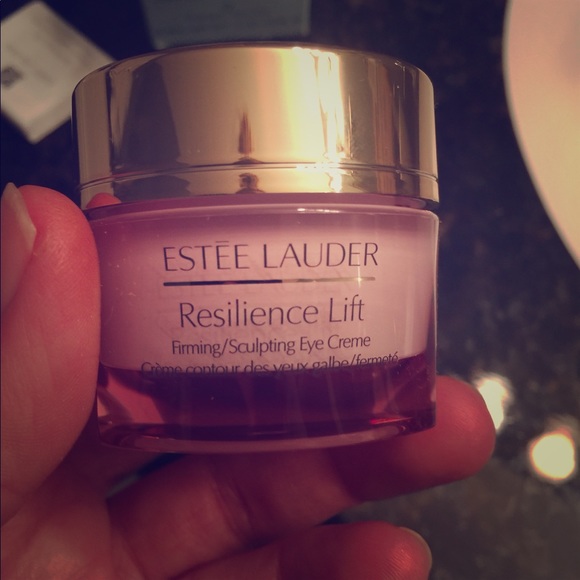 ESTĒE LAUDER
Resilience Lift
Firming/Sculpting Eye Creme
Crème contour des yeux galbe/fermeté